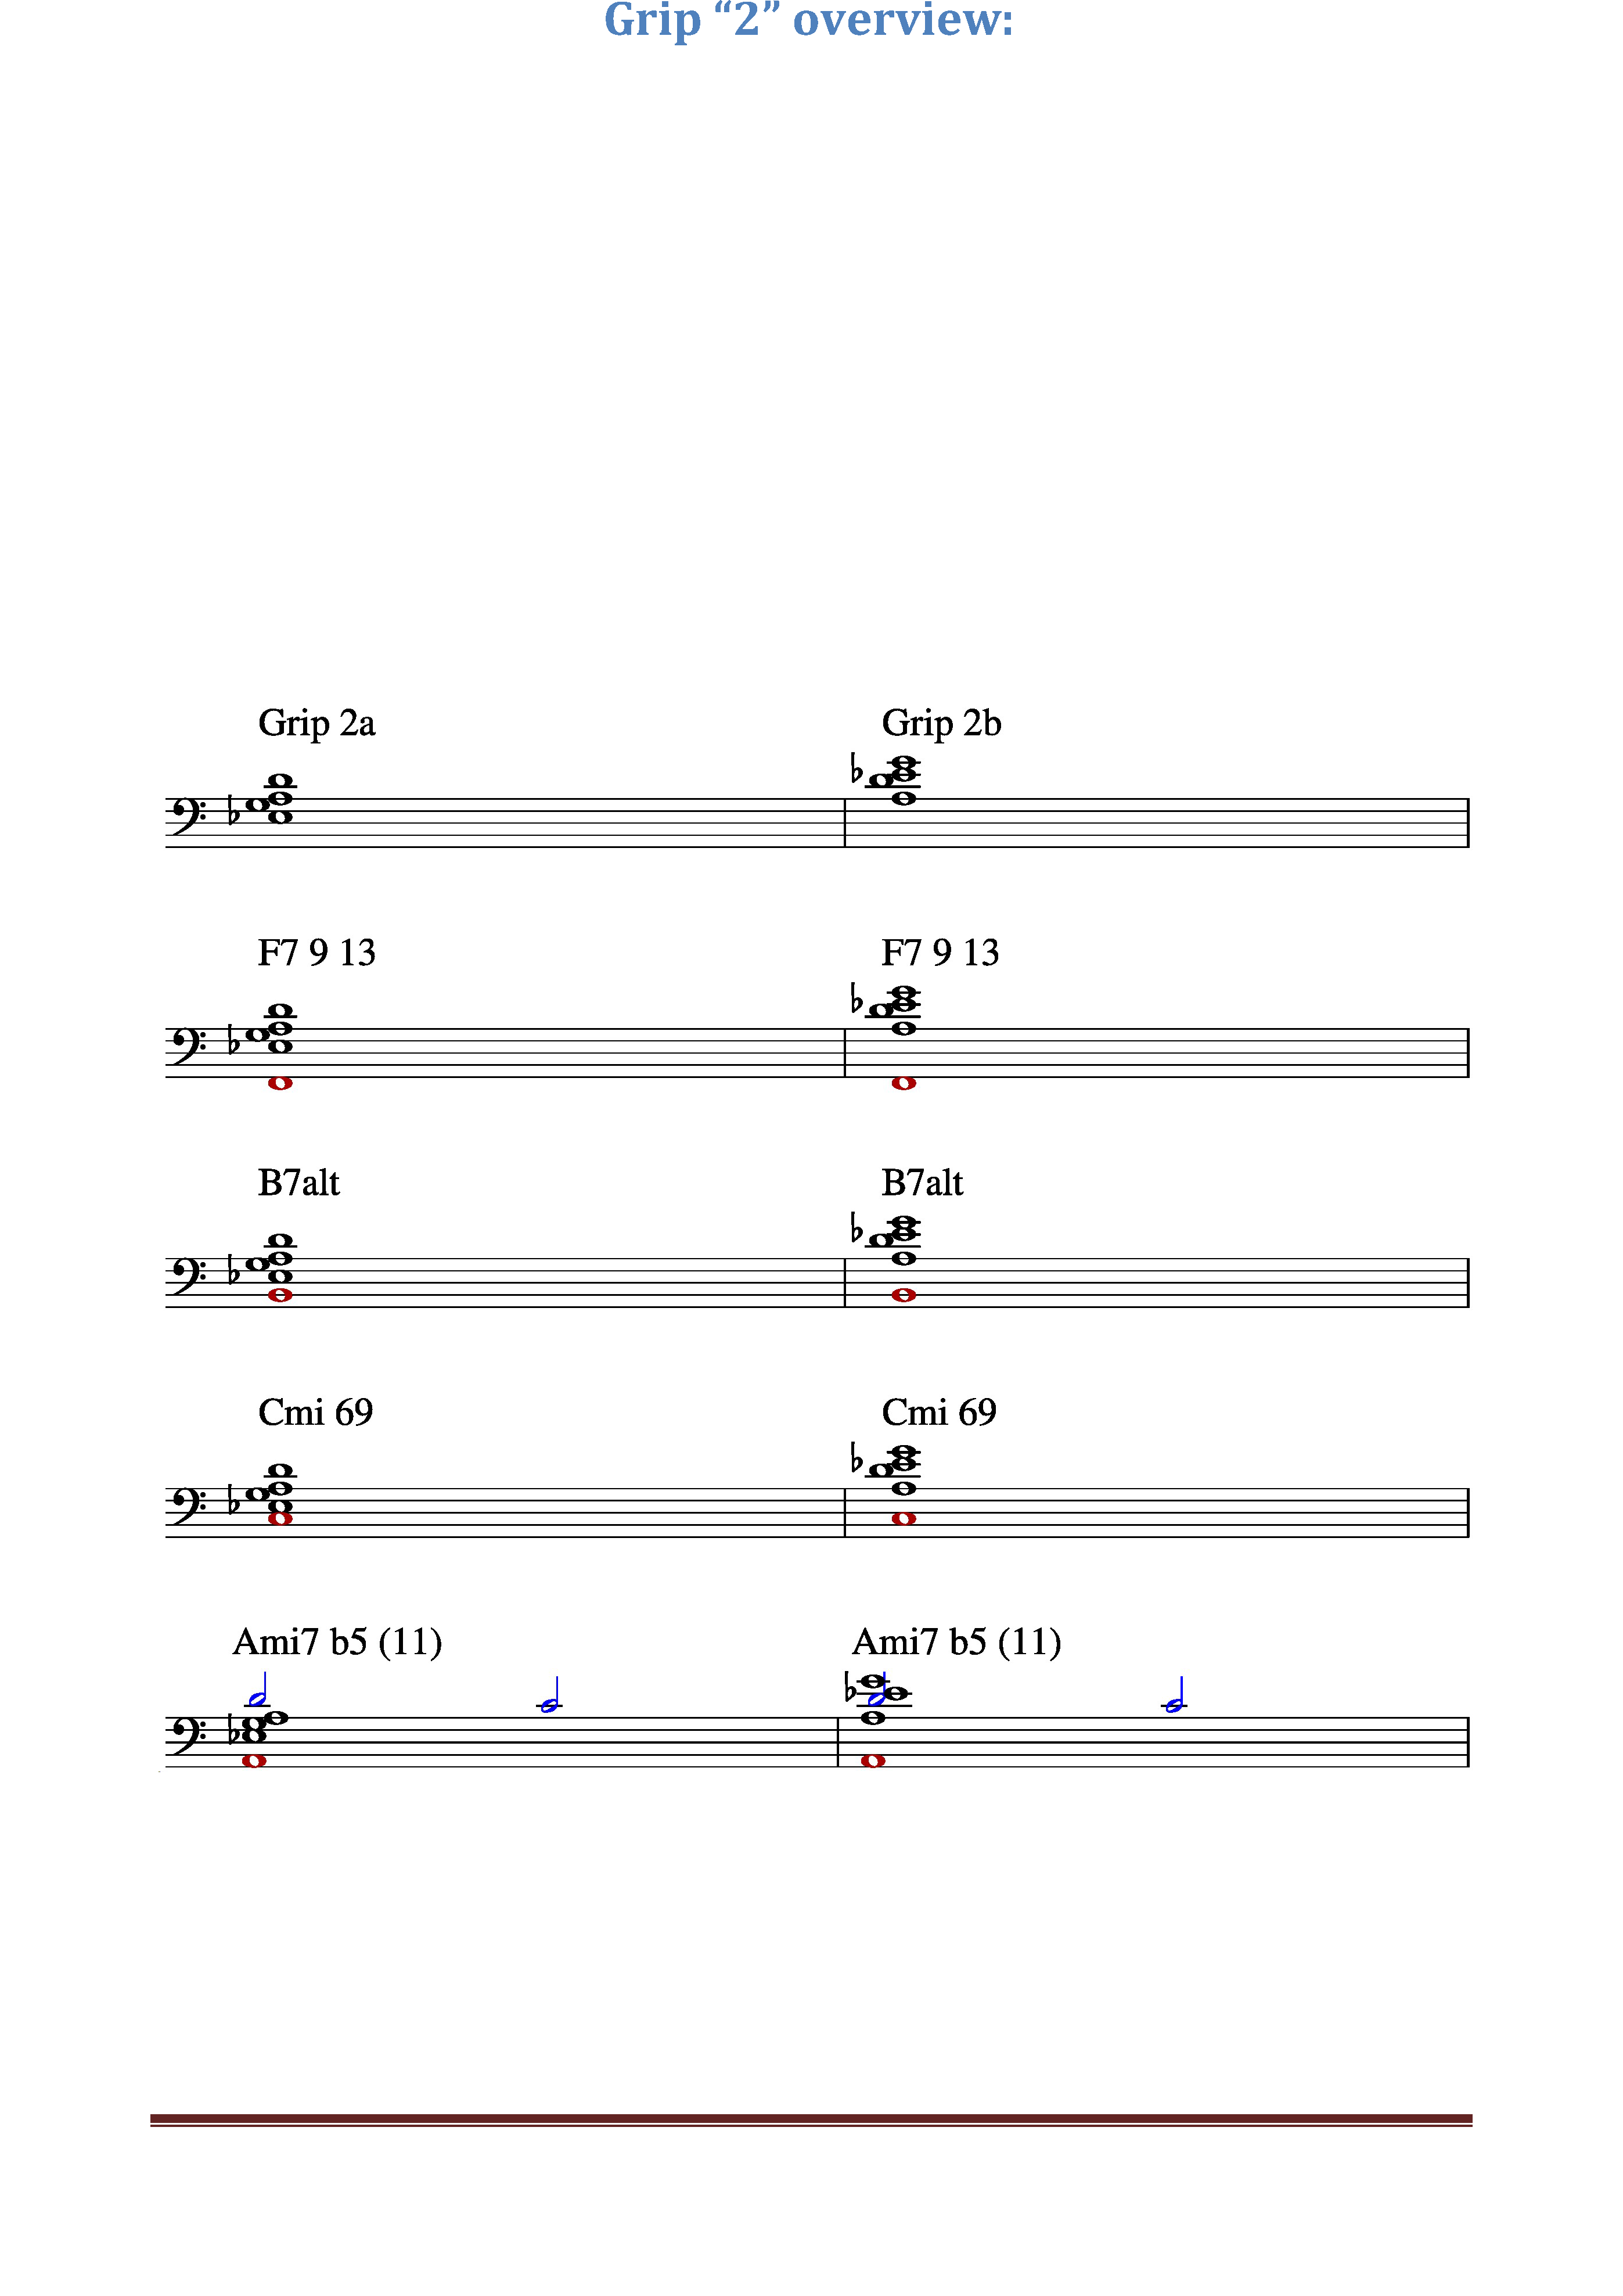 Grip “2” overview:
Grip 2a Grip 2b
F7 9 13 F7 9 13
B7alt B7alt
Cmi 69 Cmi 69
Ami7 b5 (11) Ami7 b5 (11)